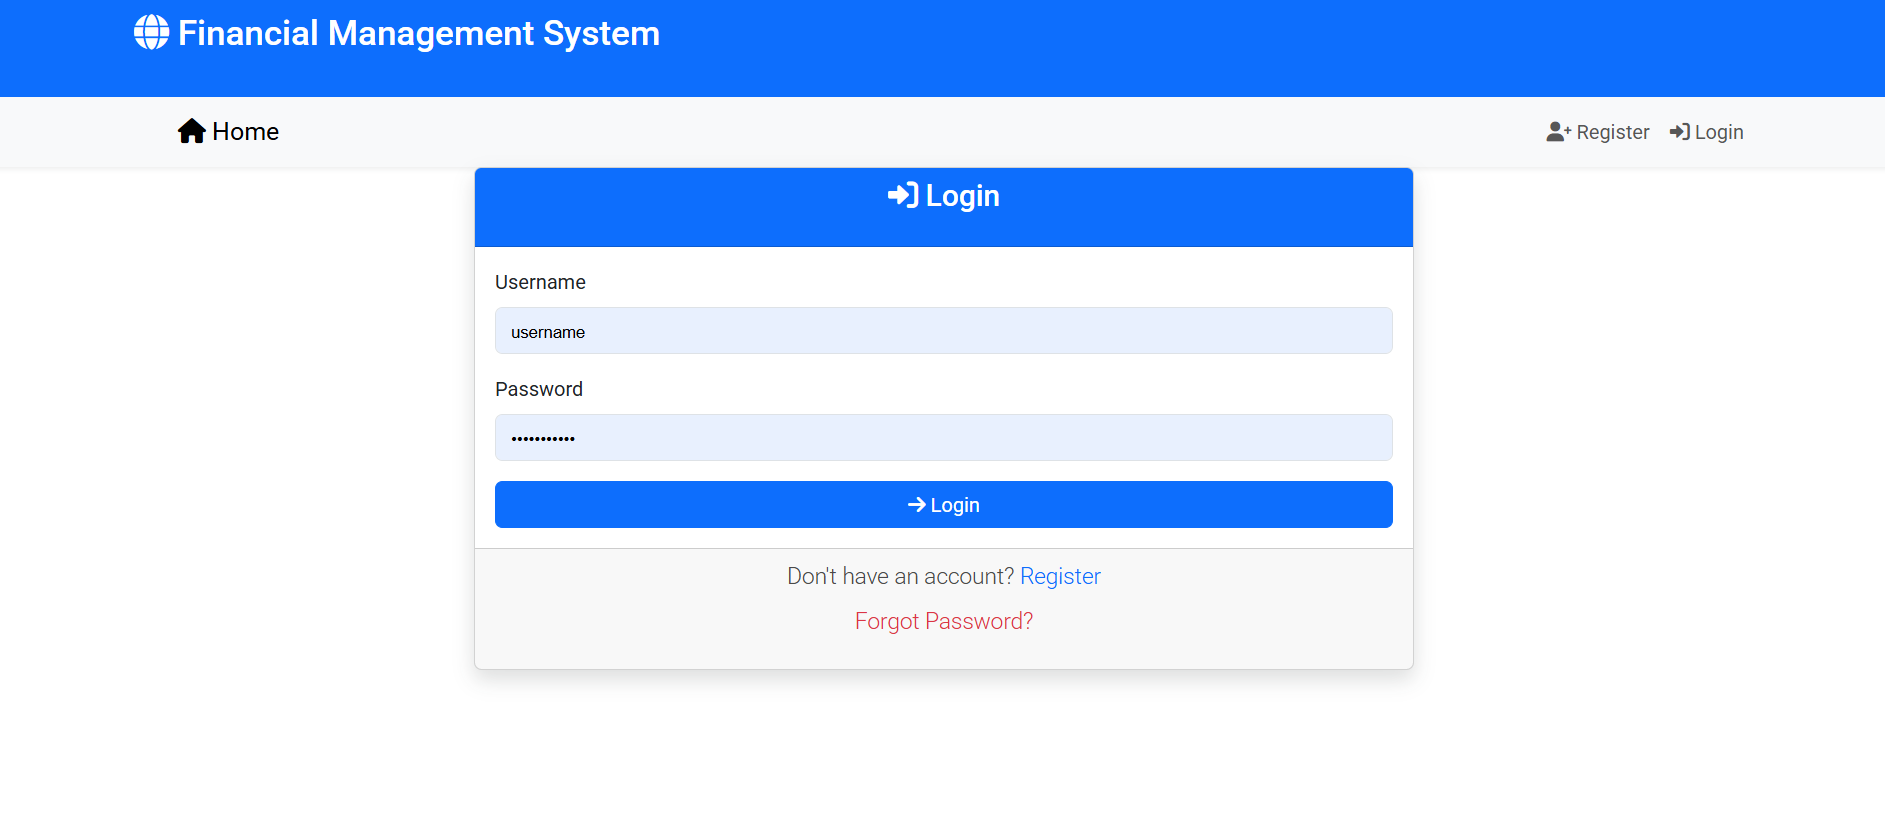 Financial Management System
Home
Register Login
Login
Username
username
Password
•••••••••••
Login
Don't have an account? Register
Forgot Password?